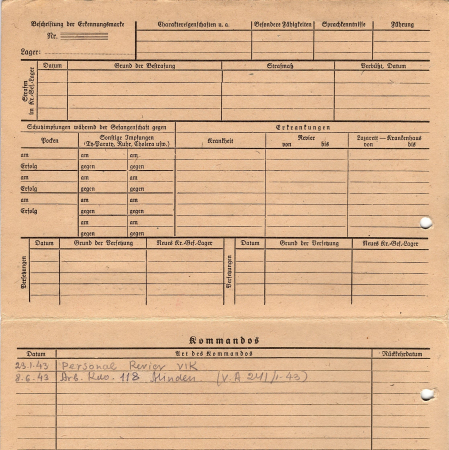 Beschriftung der Erkennungsmarke
Nr.
Lager:
Charaktereigenschaften u. a.
Besondere Fähigkeiten
Sprachkenntnisse
Führung
Strafen im Kr.-Gef.-Lager
Datum
Grund der Bestrafung
Strafmaß
Verbüßt, Datum
Schutzimpfungen während der Gefangenschaft gegen
Erkrankungen
Pocken
Sonstige Impfungen
(Ty-Paraty, Ruhr, Cholera usw.)
Krankheit
Revier
von bis
Lazarett – Krankenhaus
von bis
am am am
Erfolg gegen gegen
am am am
Erfolg gegen gegen
am am am
Erfolg gegen gegen
am am
gegen gegen
Versetzungen
Datum
Grund der Versetzung
Neues Kr.-Gef.-Lager
Versetzungen
Datum
Grund der Versetzung
Neues Kr.-Gef.-Lager
Kommandos
Datum
Art des Kommandos
Rückkehrdatum
23.1.43 Personal Revier VIK
8.6.43 Arb. Kdo. 118 Minden (V. A 241/1-43)